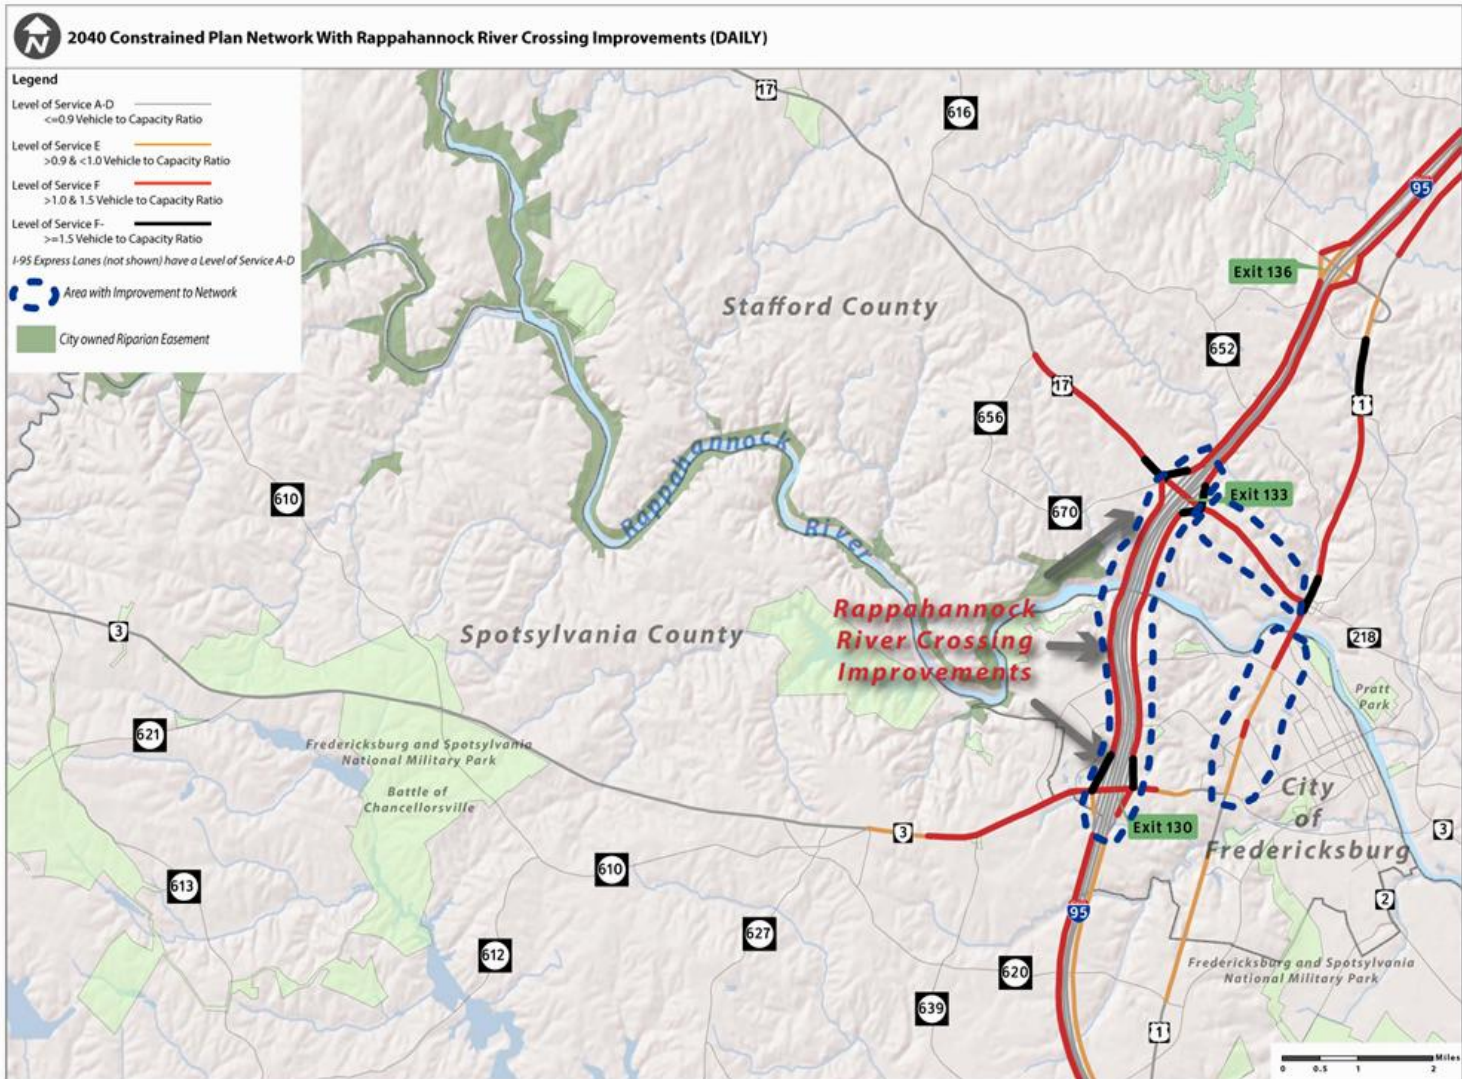 N
2040 Constrained Plan Network With Rappahannock River Crossing Improvements (DAILY)
Legend
Level of Service A-D
<=0.9 Vehicle to Capacity Ratio
Level of Service E
>0.9 & <1.0 Vehicle to Capacity Ratio
Level of Service F
>1.0 & 1.5 Vehicle to Capacity Ratio
Level of Service F-
>=1.5 Vehicle to Capacity Ratio
I-95 Express Lanes (not shown) have a Level of Service A-D
Area with Improvement to Network
City owned Riparian Easement
17
616
95
Exit 136
Stafford County
652
17
1
656
Exit 133
610
670
Rappahannock River
Rappahannock
River Crossing
Improvements
3
Spotsylvania County
218
Pratt
Park
621
Fredericksburg and Spotsylvania
National Military Park
Battle of
Chancellorsville
City
of
Fredericksburg
3
Exit 130
3
610
613
2
95
627
612
620
Fredericksburg and Spotsylvania
National Military Park
639
1
Miles
0 0.5 1 2